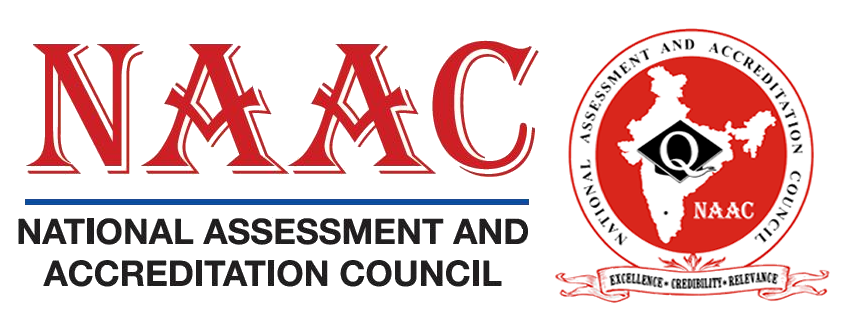 NAAC
NATIONAL ASSESSMENT AND
ACCREDITATION COUNCIL
NATIONAL ASSESSMENT AND ACCREDITATION COUNCIL
Q
NAAC
EXCELLENCE • CREDIBILITY • RELEVANCE